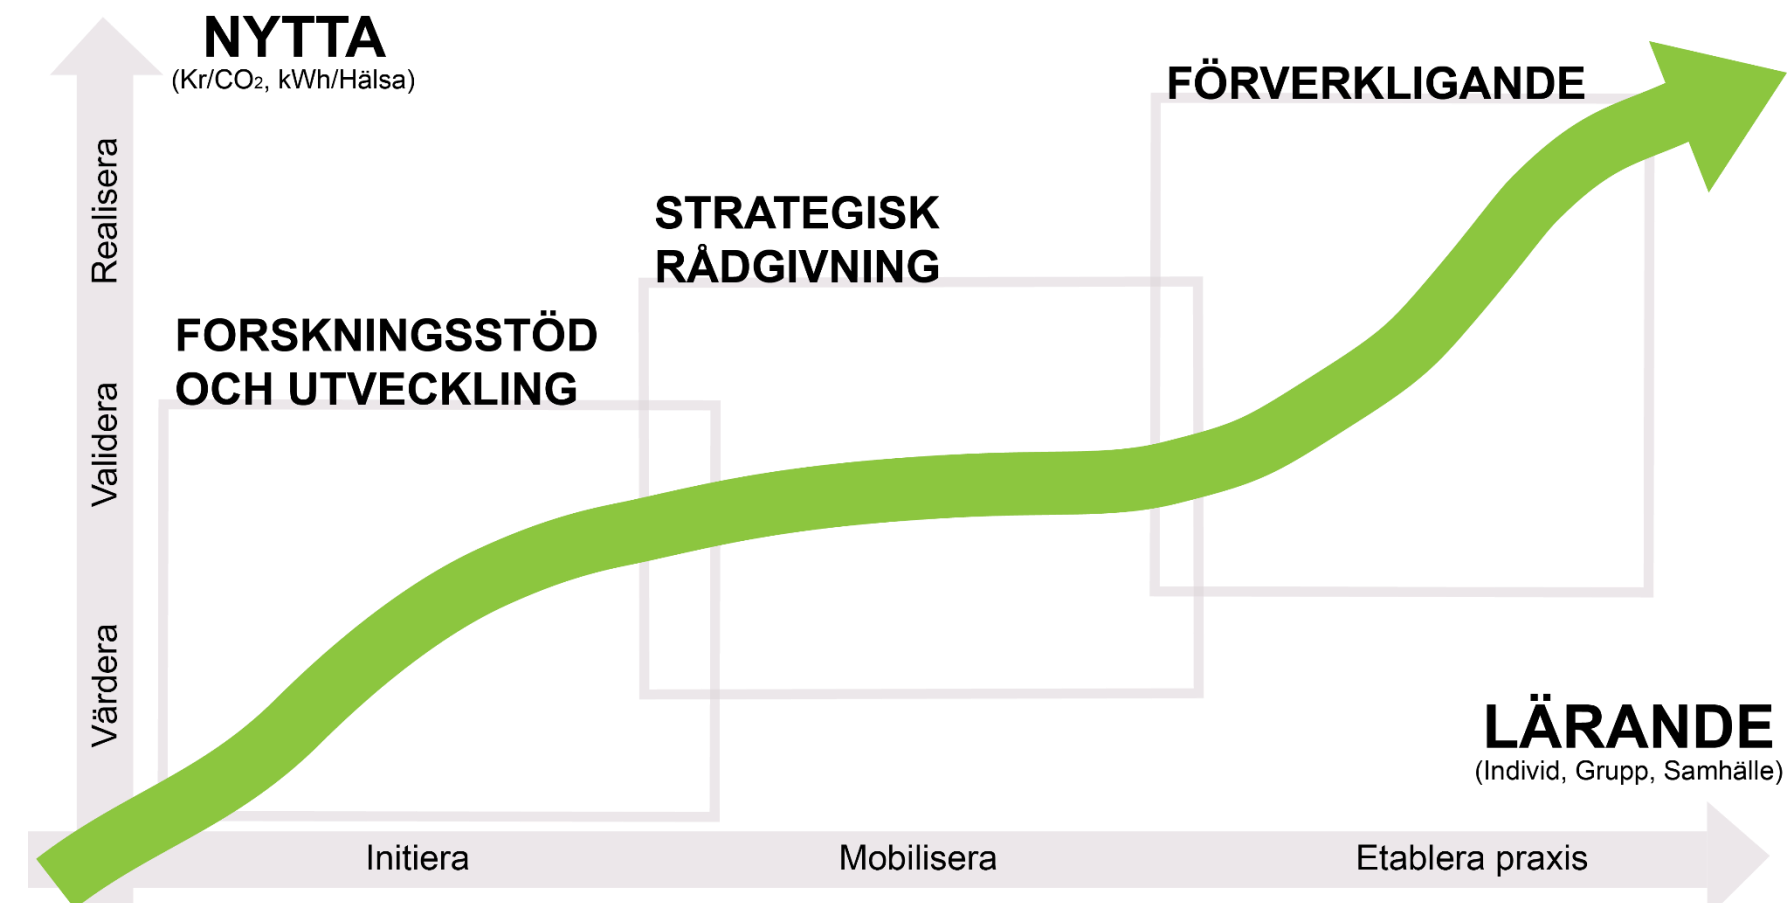 NYTTA
(Kr/CO₂, kWh/Hälsa)
FÖRVERKLIGANDE
STRATEGISK
RÅDGIVNING
FORSKNINGSSTÖD
OCH UTVECKLING
Realisera
Validera
Värdera
LÄRANDE
(Individ, Grupp, Samhälle)
Initiera
Mobilisera
Etablera praxis